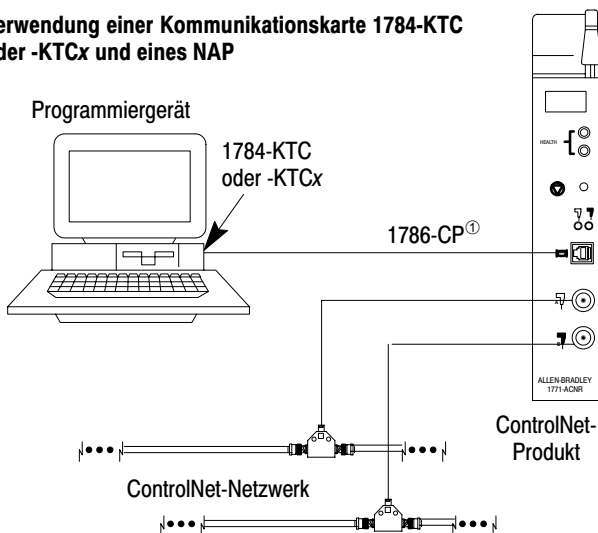 erwendung einer Kommunikationskarte 1784-KTC
der -KTCx und eines NAP
Programmiergerät
1784-KTC
oder -KTCx
HEALTH
1786-CP①
ALLEN-BRADLEY
1771-ACNR
ControlNet-
Produkt
ControlNet-Netzwerk